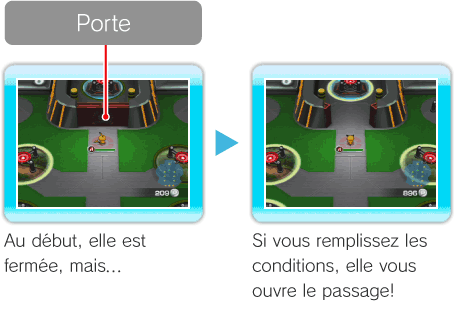 Porte
209
896
Au début, elle est
fermée, mais...
Si vous remplissez les
conditions, elle vous
ouvre le passage!